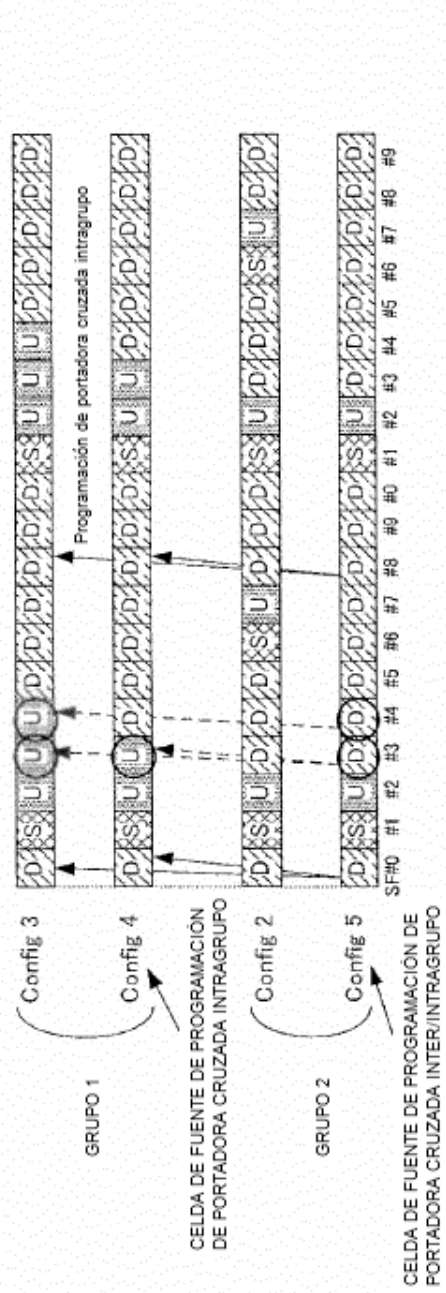 GRUPO 1
Config 3 D S U U U D D D D D D S U U U D D D D D
Programación de portadora cruzada intragrupo
Config 4 D S U U D D D D D D D S U U D D D D D D
CELDA DE FUENTE DE PROGRAMACIÓN
DE PORTADORA CRUZADA INTRAGRUPO
GRUPO 2
Config 2 D S U D D D S U D D D S U D D D S U D D
Config 5 D S U D D D D D D D D S U D D D D D D D
SF#0 #1 #2 #3 #4 #5 #6 #7 #8 #9 #0 #1 #2 #3 #4 #5 #6 #7 #8 #9
CELDA DE FUENTE DE PROGRAMACIÓN DE
PORTADORA CRUZADA INTER/INTRAGRUPO